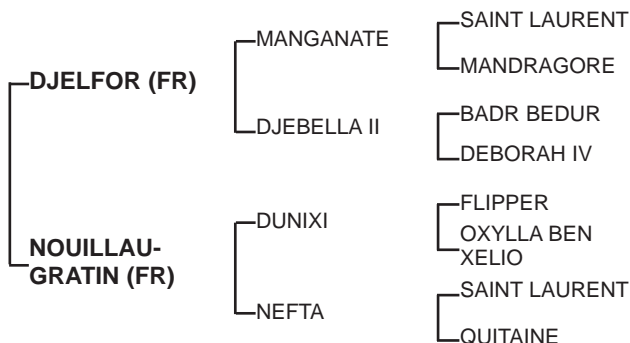 SAINT LAURENT
MANGANATE
MANDRAGORE
DJELFOR (FR)
BADR BEDUR
DJEBELLA II
DEBORAH IV
FLIPPER
DUNIXI
OXYLLA BEN
XELIO
NOUILLAU-
GRATIN (FR)
SAINT LAURENT
NEFTA
QUITAINE